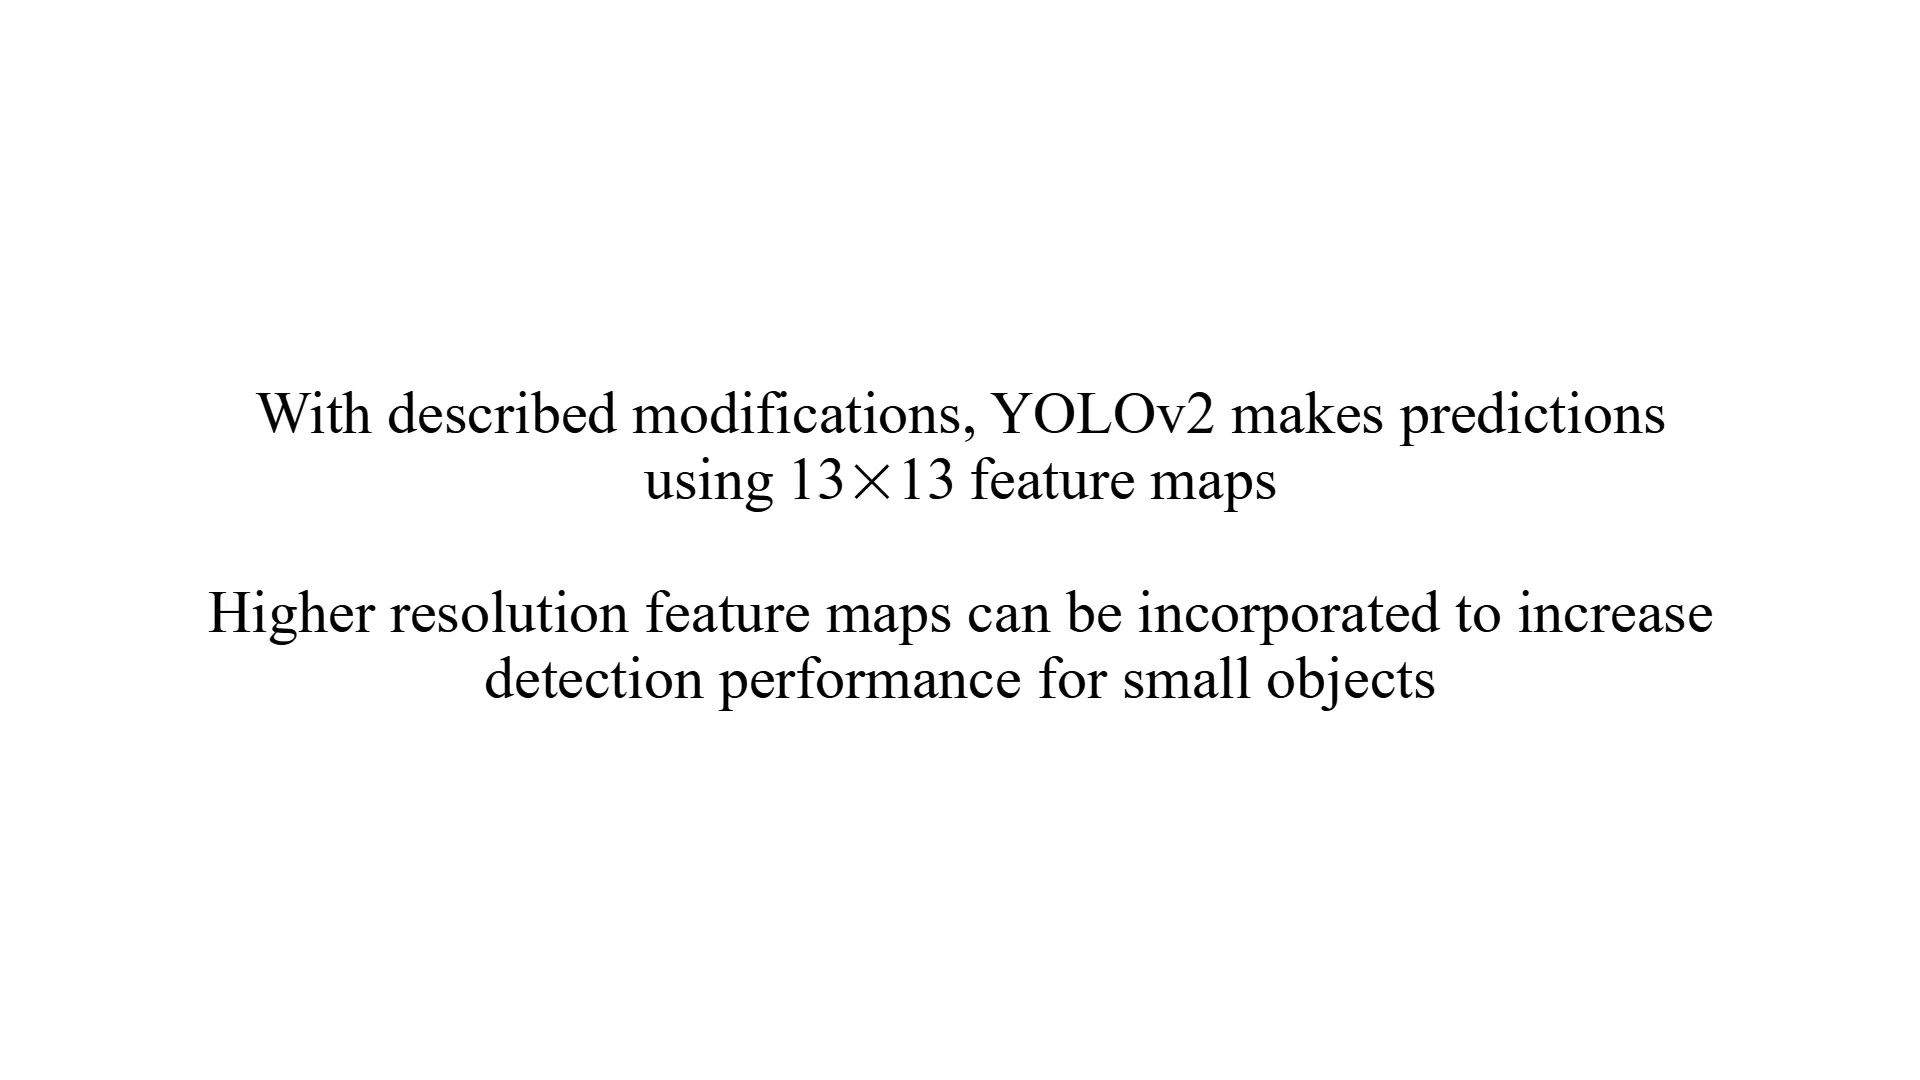 With described modifications, YOLOv2 makes predictions
using 13×13 feature maps
Higher resolution feature maps can be incorporated to increase
detection performance for small objects